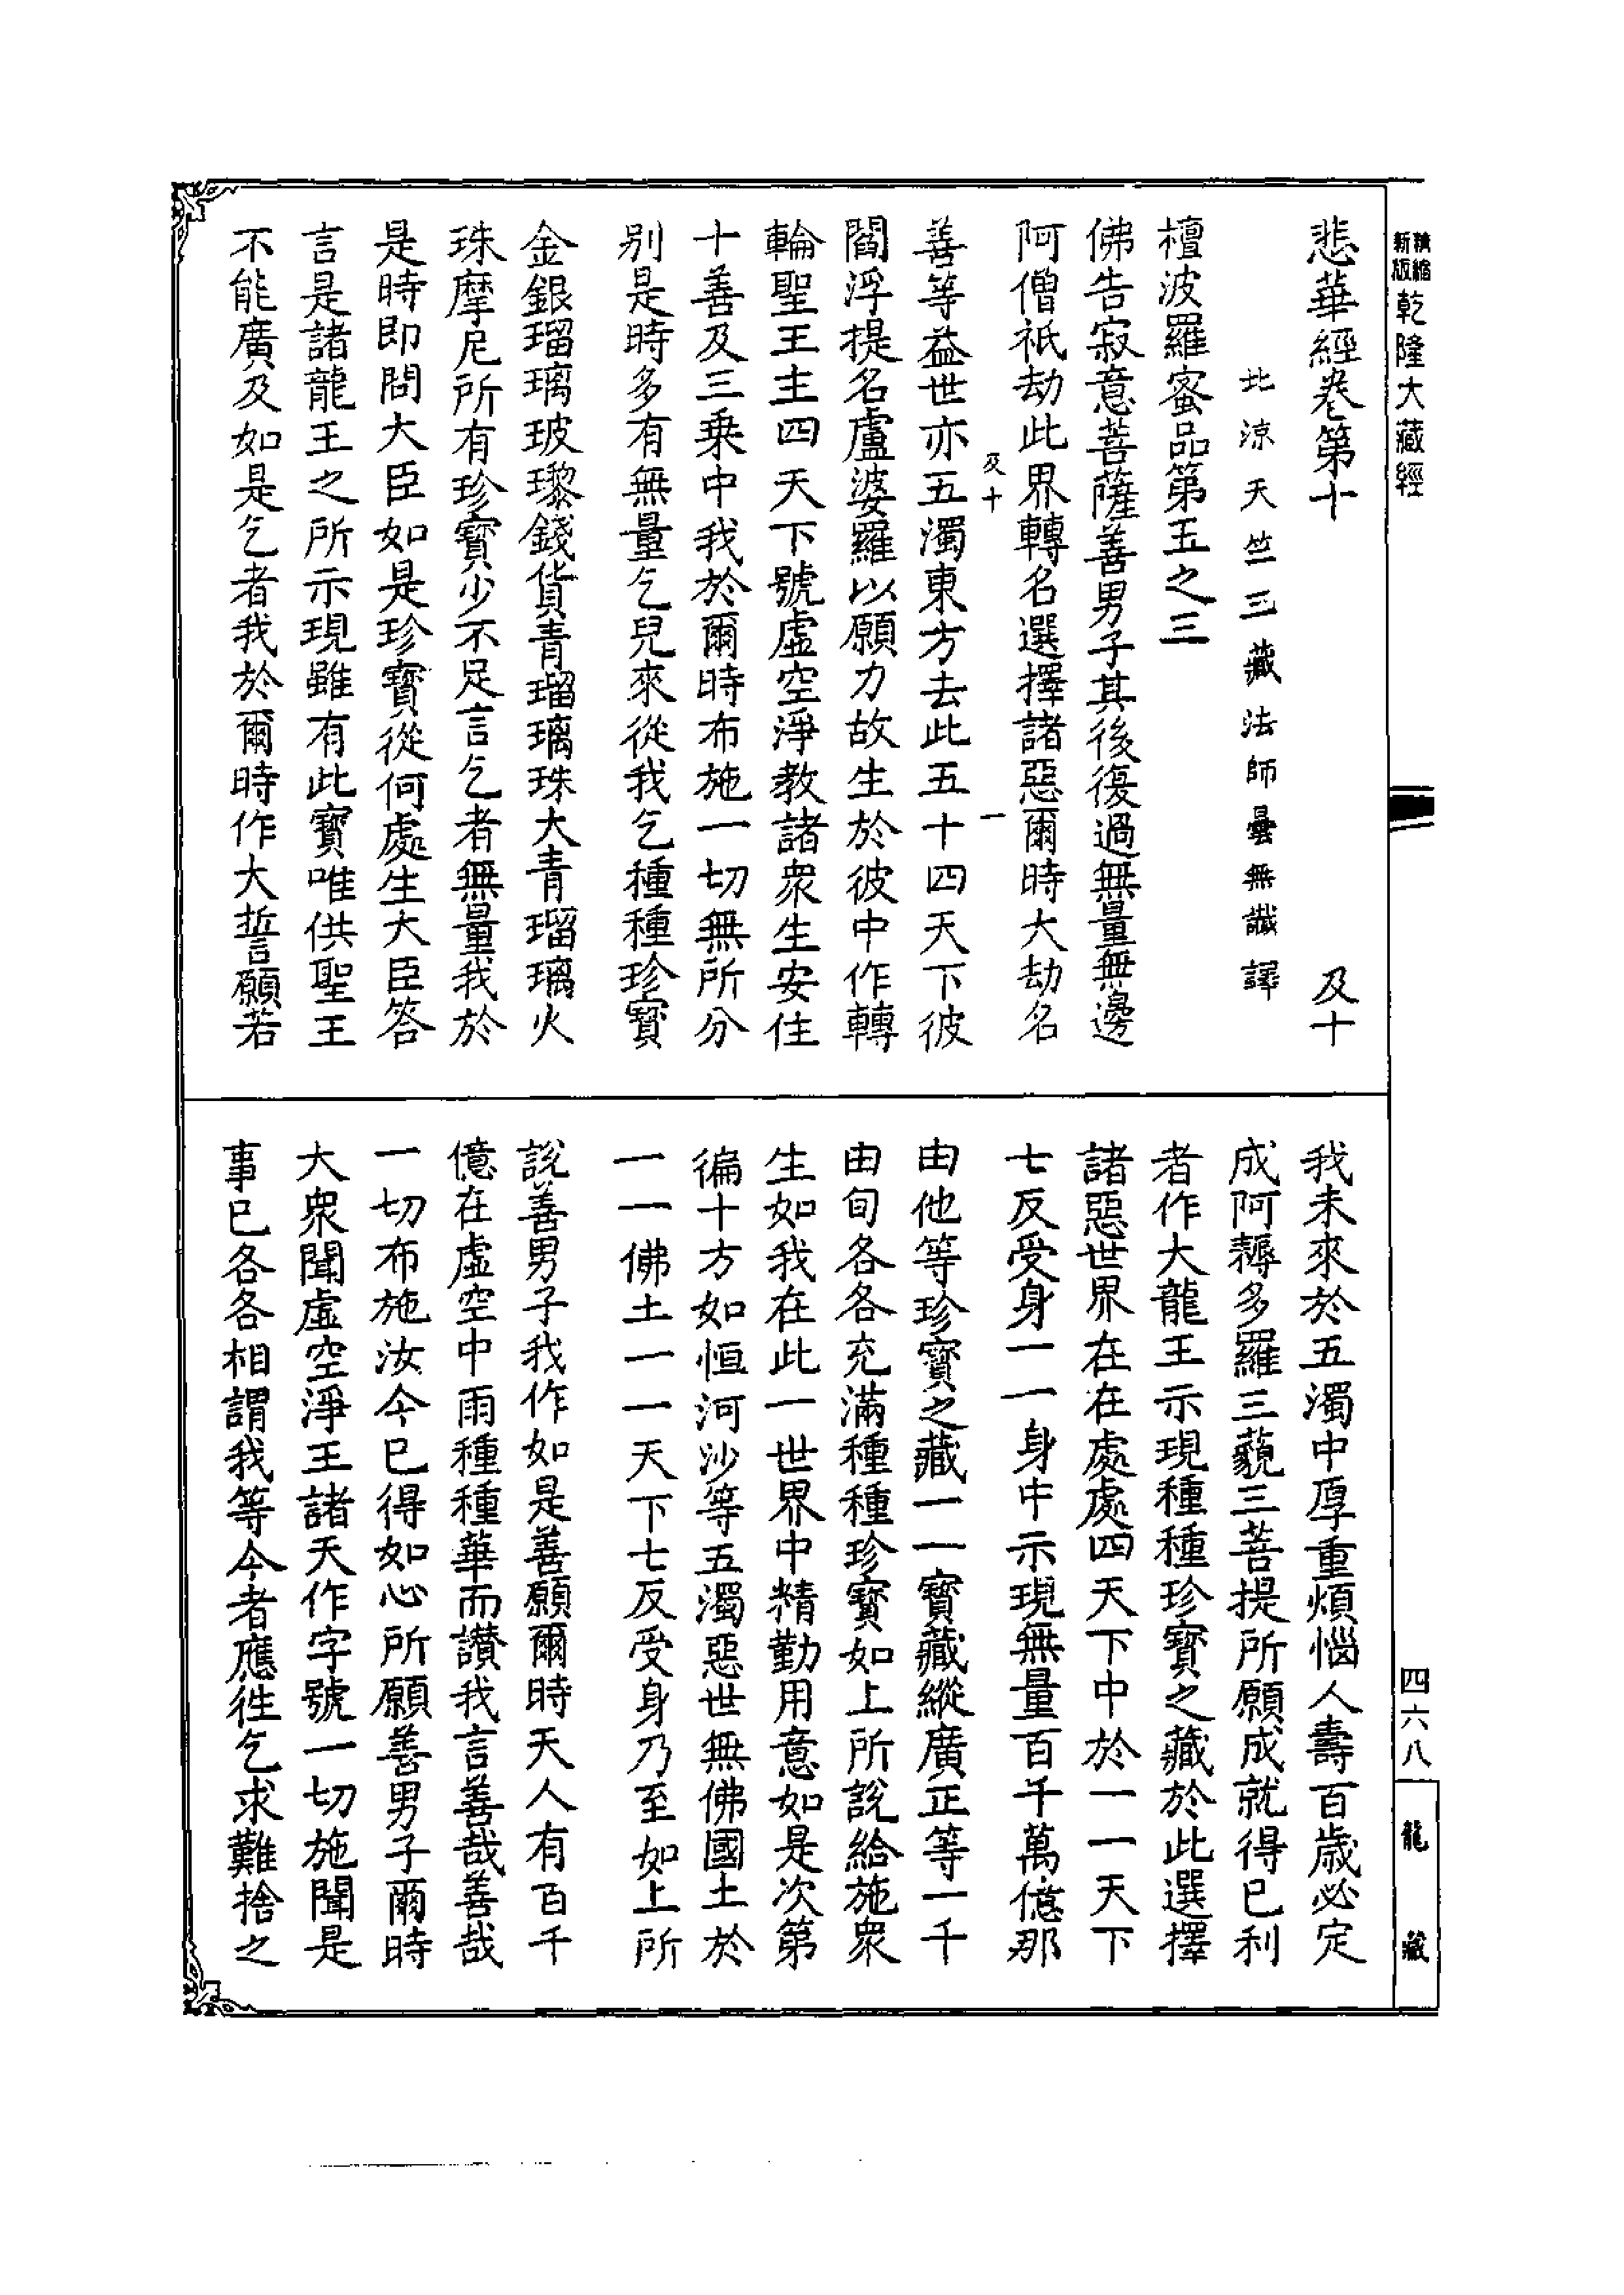 精縮
新版
乾隆大藏經
悲華經卷第十　及十
北涼天竺三藏法師曇無讖譯
檀波羅蜜品第五之三
佛告寂意菩薩善男子其後復過無量無邊
阿僧祇劫此界轉名選擇諸惡爾時大劫名
及十　一
善等益世亦五濁東方去此五十四天下彼
閻浮提名盧婆羅以願力故生於彼中作轉
輪聖王主四天下號虛空淨教諸衆生安住
十善及三乗中我於爾時布施一切無所分
别是時多有無量乞兒來從我乞種種珍寳
金銀瑠璃玻瓈錢貨青瑠璃珠大青瑠璃火
珠摩尼所有珍寳少不足言乞者無量我於
是時即問大臣如是珍寳從何處生大臣答
言是諸龍王之所示現雖有此寳唯供聖王
不能廣及如是乞者我於爾時作大誓願若
我未來於五濁中厚重煩惱人壽百歲必定
成阿耨多羅三藐三菩提所願成就得已利
者作大龍王示現種種珍寳之藏於此選擇
諸惡世界在在處處四天下中於一一天下
七反受身一一身中示現無量百千萬億那
由他等珍寳之藏一一寳藏縱廣正等一千
由旬各各充滿種種珍寳如上所說給施衆
生如我在此一世界中精勤用意如是次第
徧十方如恒河沙等五濁惡世無佛國土於
一一佛土一一天下七反受身乃至如上所
說善男子我作如是善願爾時天人有百千
億在虛空中雨種種華而讚我言善哉善哉
一切布施汝今已得如心所願善男子爾時
大衆聞虛空淨王諸天作字號一切施聞是
事已各各相謂我等今者應徃乞求難捨之
四六八
龍藏